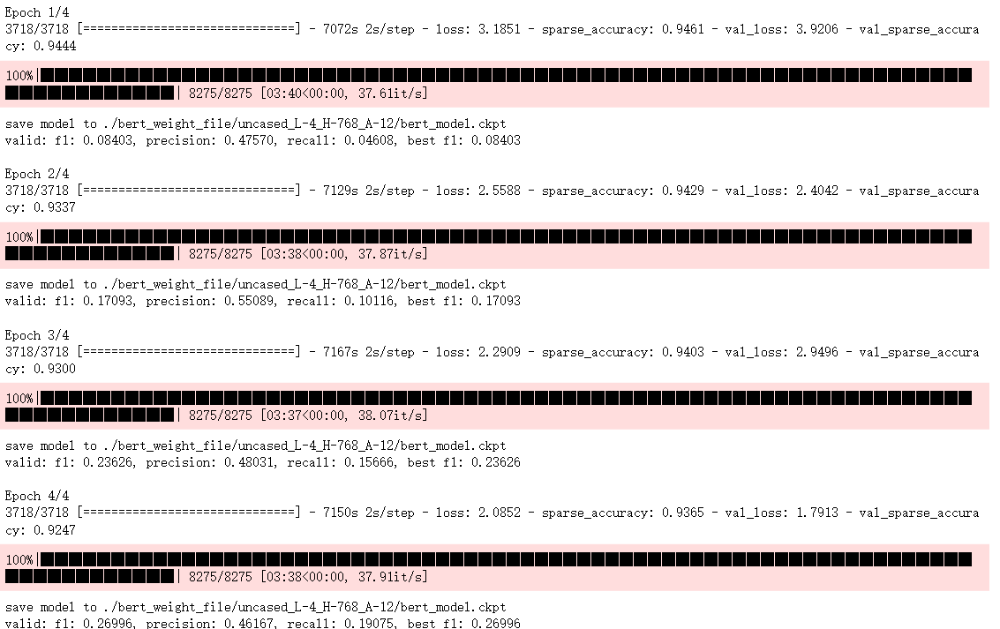 Epoch 1/4
3718/3718 [==============================] - 7072s 2s/step - loss: 3.1851 - sparse_accuracy: 0.9461 - val_loss: 3.9206 - val_sparse_accura
cy: 0.9444
100%|██████████████████████████████████████████████████████████████████
████████████| 8275/8275 [03:40<00:00, 37.61it/s]
save model to ./bert_weight_file/uncased_L-4_H-768_A-12/bert_model.ckpt
valid: f1: 0.08403, precision: 0.47570, recall: 0.04608, best f1: 0.08403
Epoch 2/4
3718/3718 [==============================] - 7129s 2s/step - loss: 2.5588 - sparse_accuracy: 0.9429 - val_loss: 2.4042 - val_sparse_accura
cy: 0.9337
100%|██████████████████████████████████████████████████████████████████
████████████| 8275/8275 [03:38<00:00, 37.87it/s]
save model to ./bert_weight_file/uncased_L-4_H-768_A-12/bert_model.ckpt
valid: f1: 0.17093, precision: 0.55089, recall: 0.10116, best f1: 0.17093
Epoch 3/4
3718/3718 [==============================] - 7167s 2s/step - loss: 2.2909 - sparse_accuracy: 0.9403 - val_loss: 2.9496 - val_sparse_accura
cy: 0.9300
100%|██████████████████████████████████████████████████████████████████
████████████| 8275/8275 [03:37<00:00, 38.07it/s]
save model to ./bert_weight_file/uncased_L-4_H-768_A-12/bert_model.ckpt
valid: f1: 0.23626, precision: 0.48031, recall: 0.15666, best f1: 0.23626
Epoch 4/4
3718/3718 [==============================] - 7150s 2s/step - loss: 2.0852 - sparse_accuracy: 0.9365 - val_loss: 1.7913 - val_sparse_accura
cy: 0.9247
100%|██████████████████████████████████████████████████████████████████
████████████| 8275/8275 [03:38<00:00, 37.91it/s]
save model to ./bert_weight_file/uncased_L-4_H-768_A-12/bert_model.ckpt
valid: f1: 0.26996, precision: 0.46167, recall: 0.19075, best f1: 0.26996